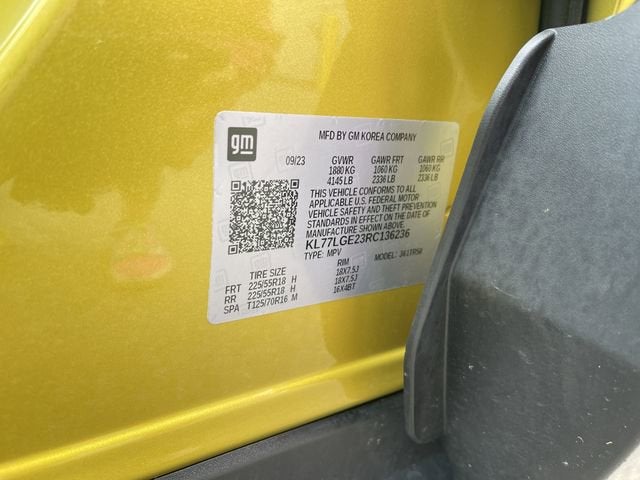 gm
MFD BY GM KOREA COMPANY
09/23 GVWR GAWR FRT GAWR RR
1880 KG 1060 KG 1060 KG
4145 LB 2336 LB 2336 LB
THIS VEHICLE CONFORMS TO ALL
APPLICABLE U.S. FEDERAL MOTOR
VEHICLE SAFETY AND THEFT PREVENTION
STANDARDS IN EFFECT ON THE DATE OF
MANUFACTURE SHOWN ABOVE.
KL77LGE23RC136236
TYPE: MPV MODEL:
TIRE SIZE RIM
FRT 225/55R18 H 18X7.5J
RR 225/55R18 H 18X7.5J
SPA T125/70R16 M 16X4BT